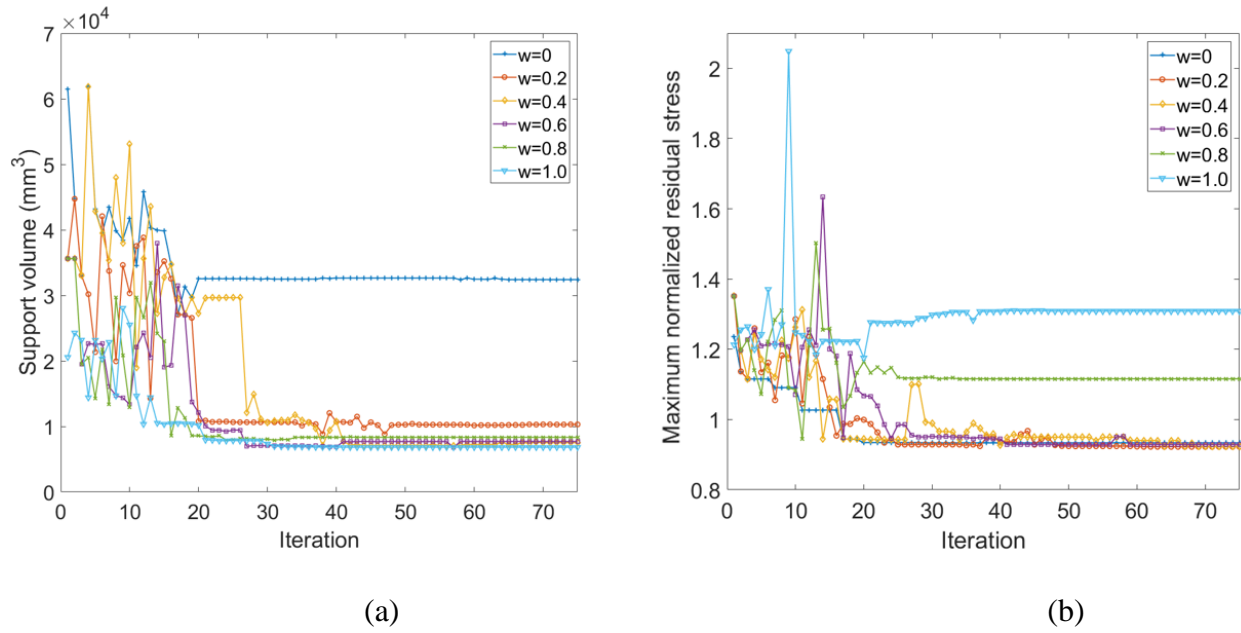 ×10⁴
7
6
5
4
3
2
1
0
Support volume (mm³)
0 10 20 30 40 50 60 70
Iteration
w=0
w=0.2
w=0.4
w=0.6
w=0.8
w=1.0
(a)
2
1.8
1.6
1.4
1.2
1.0
0.8
Maximum normalized residual stress
0 10 20 30 40 50 60 70
Iteration
w=0
w=0.2
w=0.4
w=0.6
w=0.8
w=1.0
(b)